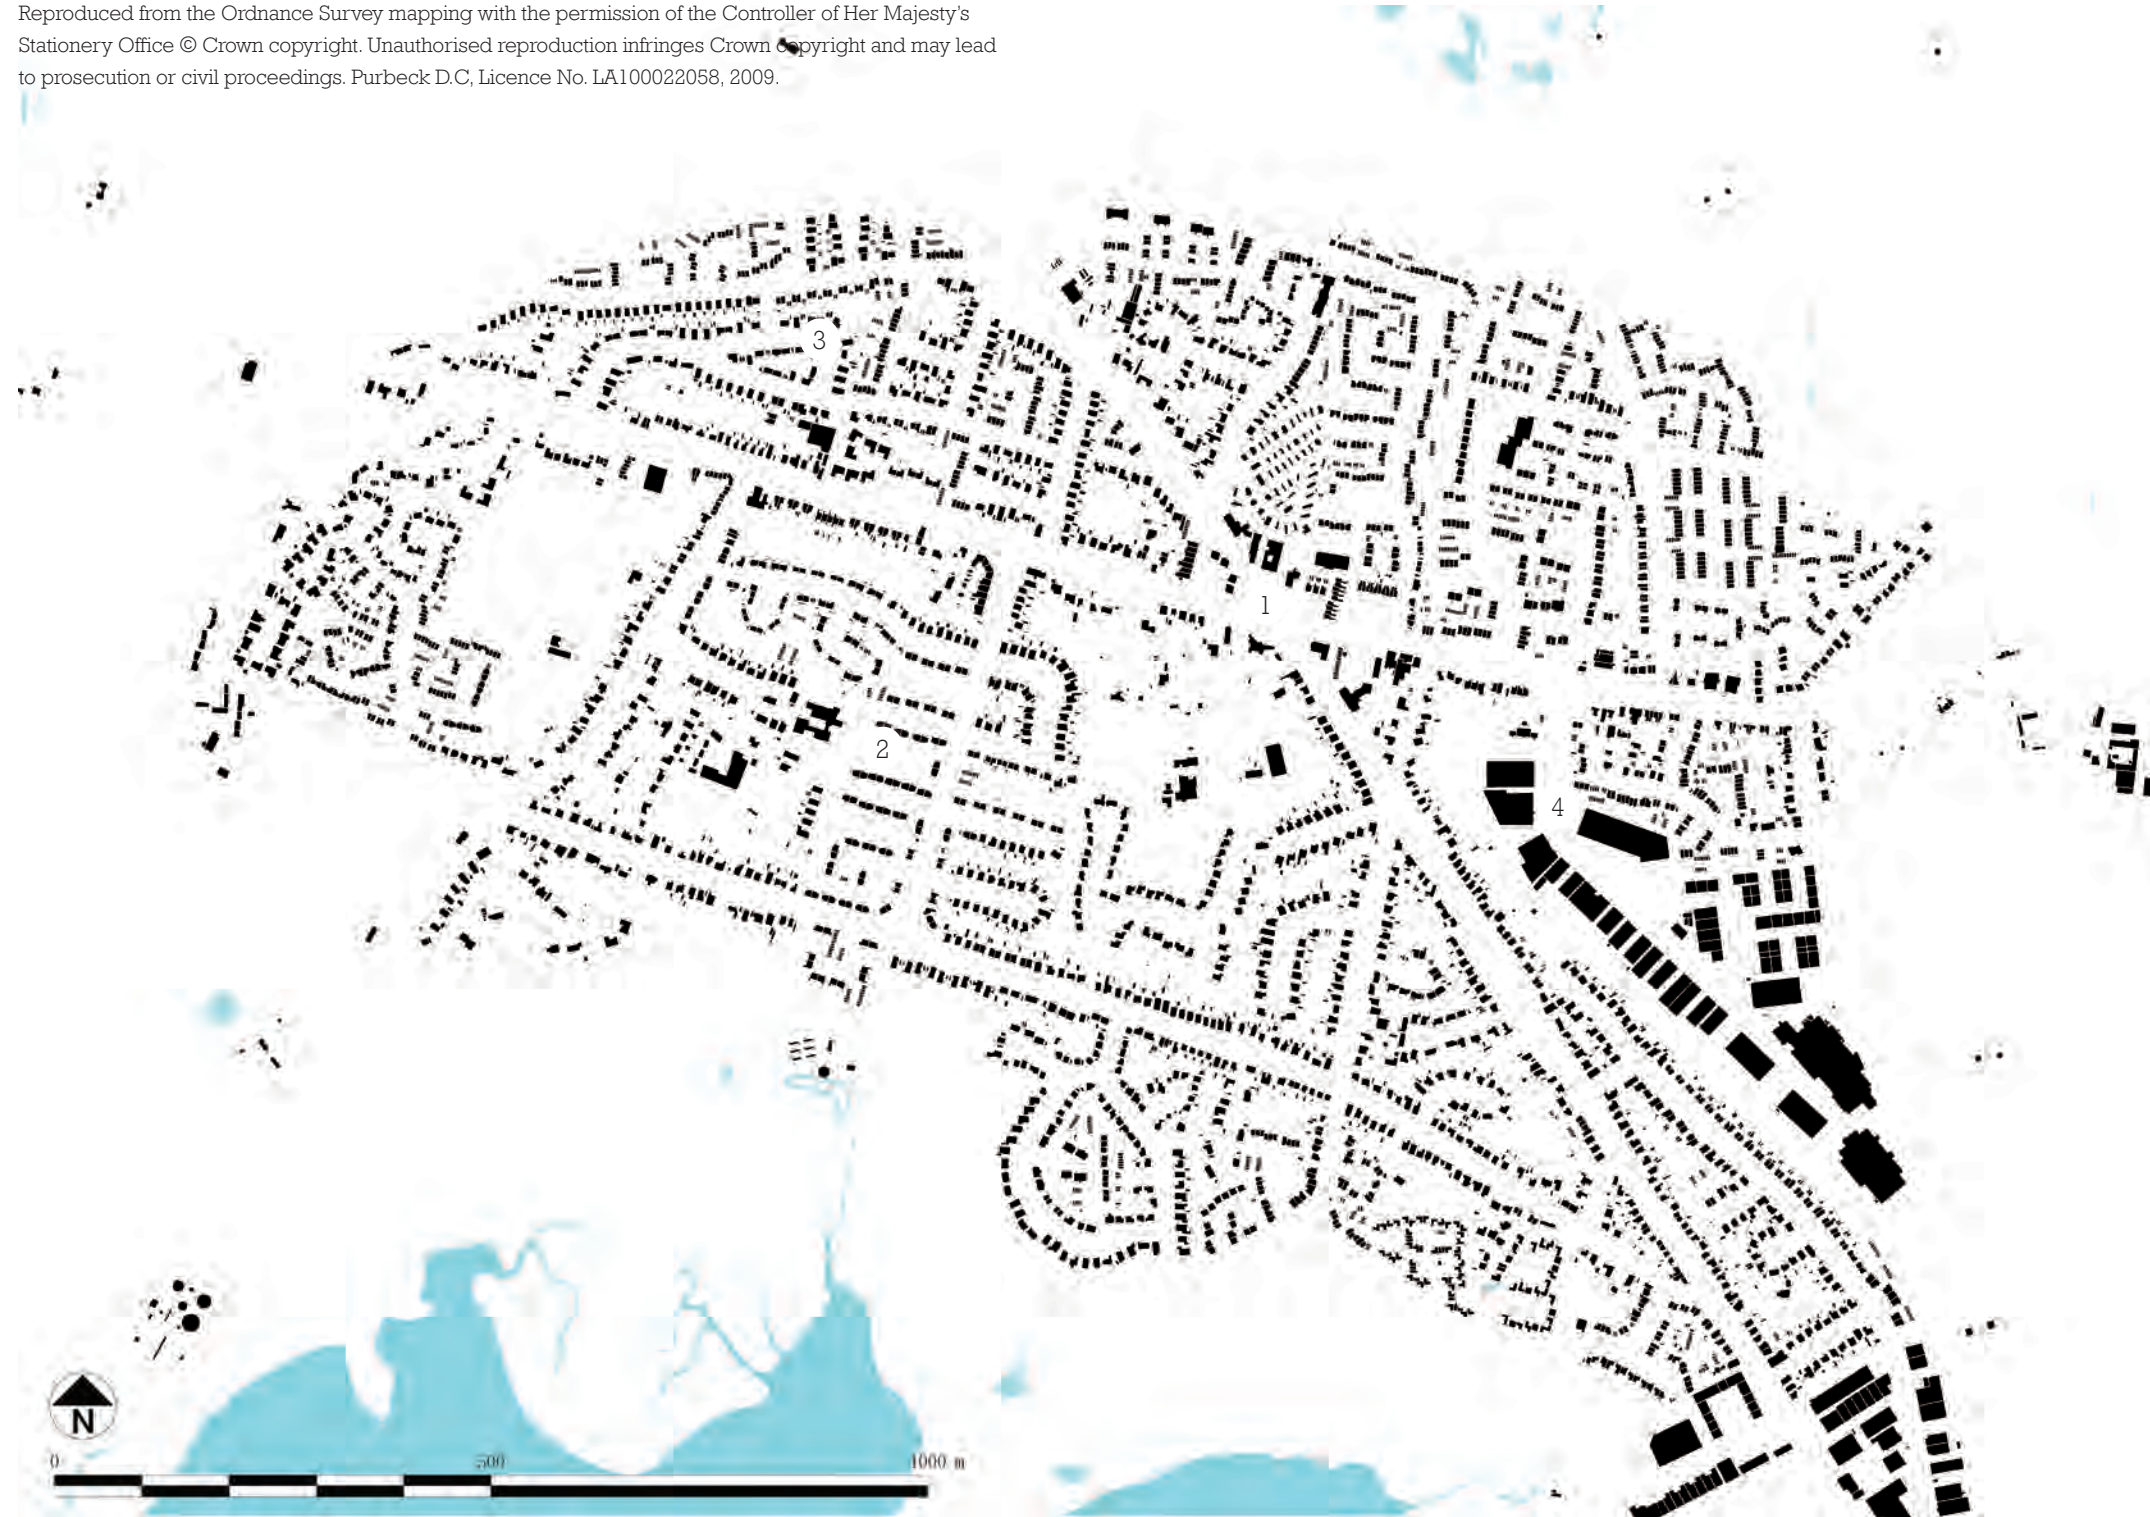 Reproduced from the Ordnance Survey mapping with the permission of the Controller of Her Majesty's
Stationery Office © Crown copyright. Unauthorised reproduction infringes Crown copyright and may lead
to prosecution or civil proceedings. Purbeck D.C, Licence No. LA100022058, 2009.
3
1
2
4
N
0 500 1000 m